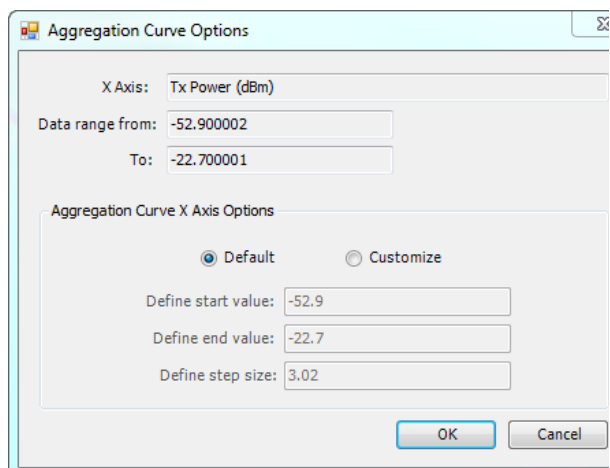 Aggregation Curve Options
X Axis: Tx Power (dBm)
Data range from: -52.900002
To: -22.700001
Aggregation Curve X Axis Options
Default Customize
Define start value: -52.9
Define end value: -22.7
Define step size: 3.02
OK Cancel